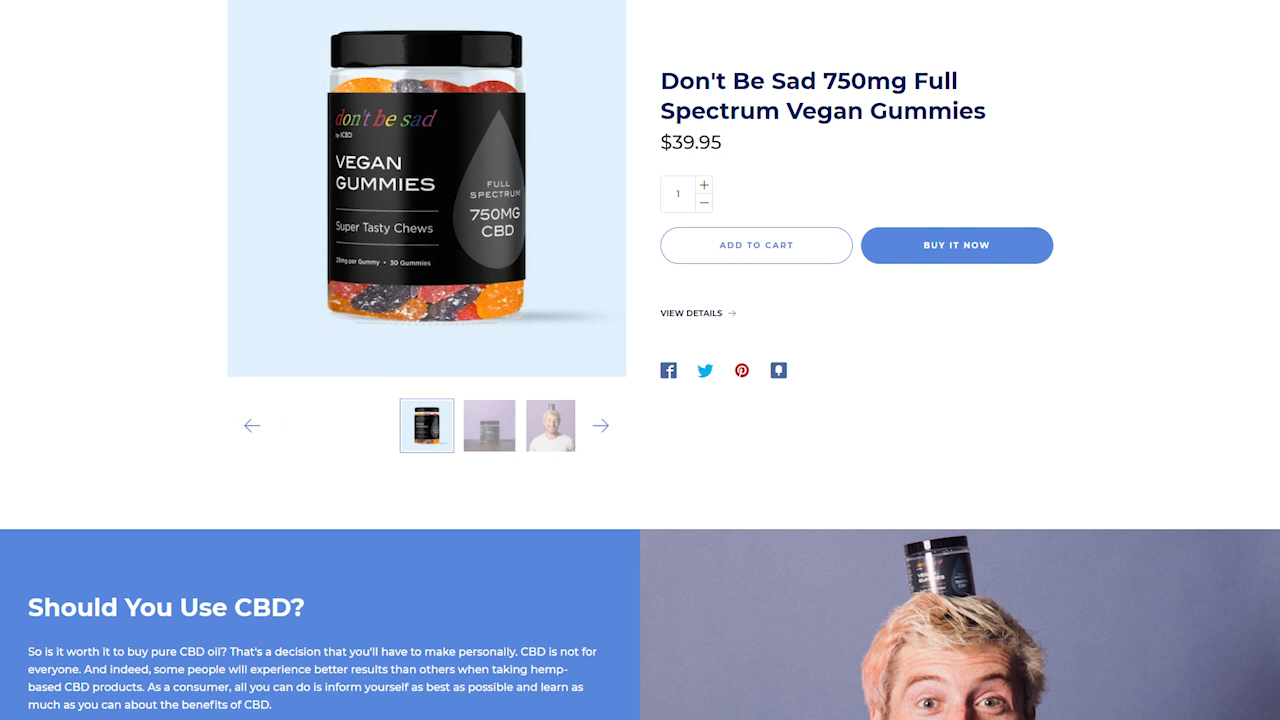 don't be sad
by ICBD
VEGAN
GUMMIES
Super Tasty Chews
25mg per Gummy • 30 Gummies
FULL
SPECTRUM
750MG
CBD
Don't Be Sad 750mg Full
Spectrum Vegan Gummies
$39.95
1
ADD TO CART
BUY IT NOW
VIEW DETAILS
Should You Use CBD?
So is it worth it to buy pure CBD oil? That's a decision that you'll have to make personally. CBD is not for
everyone. And indeed, some people will experience better results than others when taking hemp-
based CBD products. As a consumer, all you can do is inform yourself as best as possible and learn as
much as you can about the benefits of CBD.